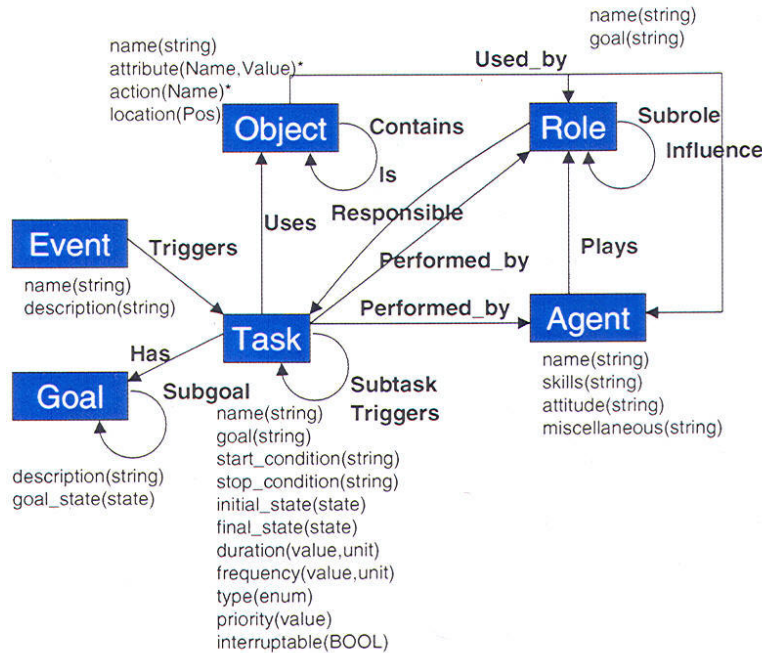 name(string)
goal(string)
name(string)
attribute(Name,Value)*
action(Name)*
location(Pos)
Used_by
Object
Contains
Is
Role
Subrole
Influence
Uses
Responsible
Event
Triggers
name(string)
description(string)
Performed_by
Plays
Performed_by
Task
Agent
Has
name(string)
skills(string)
attitude(string)
miscellaneous(string)
Goal
Subgoal
Subtask
Triggers
description(string)
goal_state(state)
name(string)
goal(string)
start_condition(string)
stop_condition(string)
initial_state(state)
final_state(state)
duration(value,unit)
frequency(value,unit)
type(enum)
priority(value)
interruptable(BOOL)